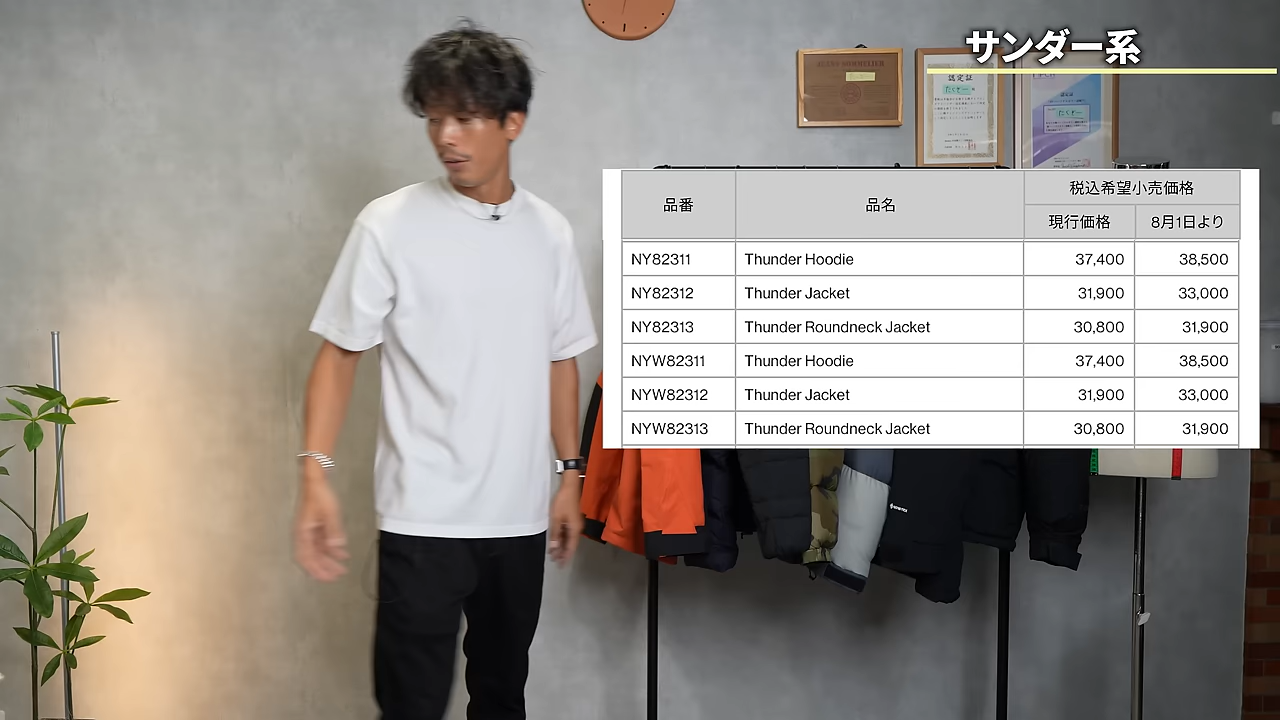 サンダー系
認定証
品番 品名 税込希望小売価格
現行価格 8月1日より
NY82311 Thunder Hoodie 37,400 38,500
NY82312 Thunder Jacket 31,900 33,000
NY82313 Thunder Roundneck Jacket 30,800 31,900
NYW82311 Thunder Hoodie 37,400 38,500
NYW82312 Thunder Jacket 31,900 33,000
NYW82313 Thunder Roundneck Jacket 30,800 31,900